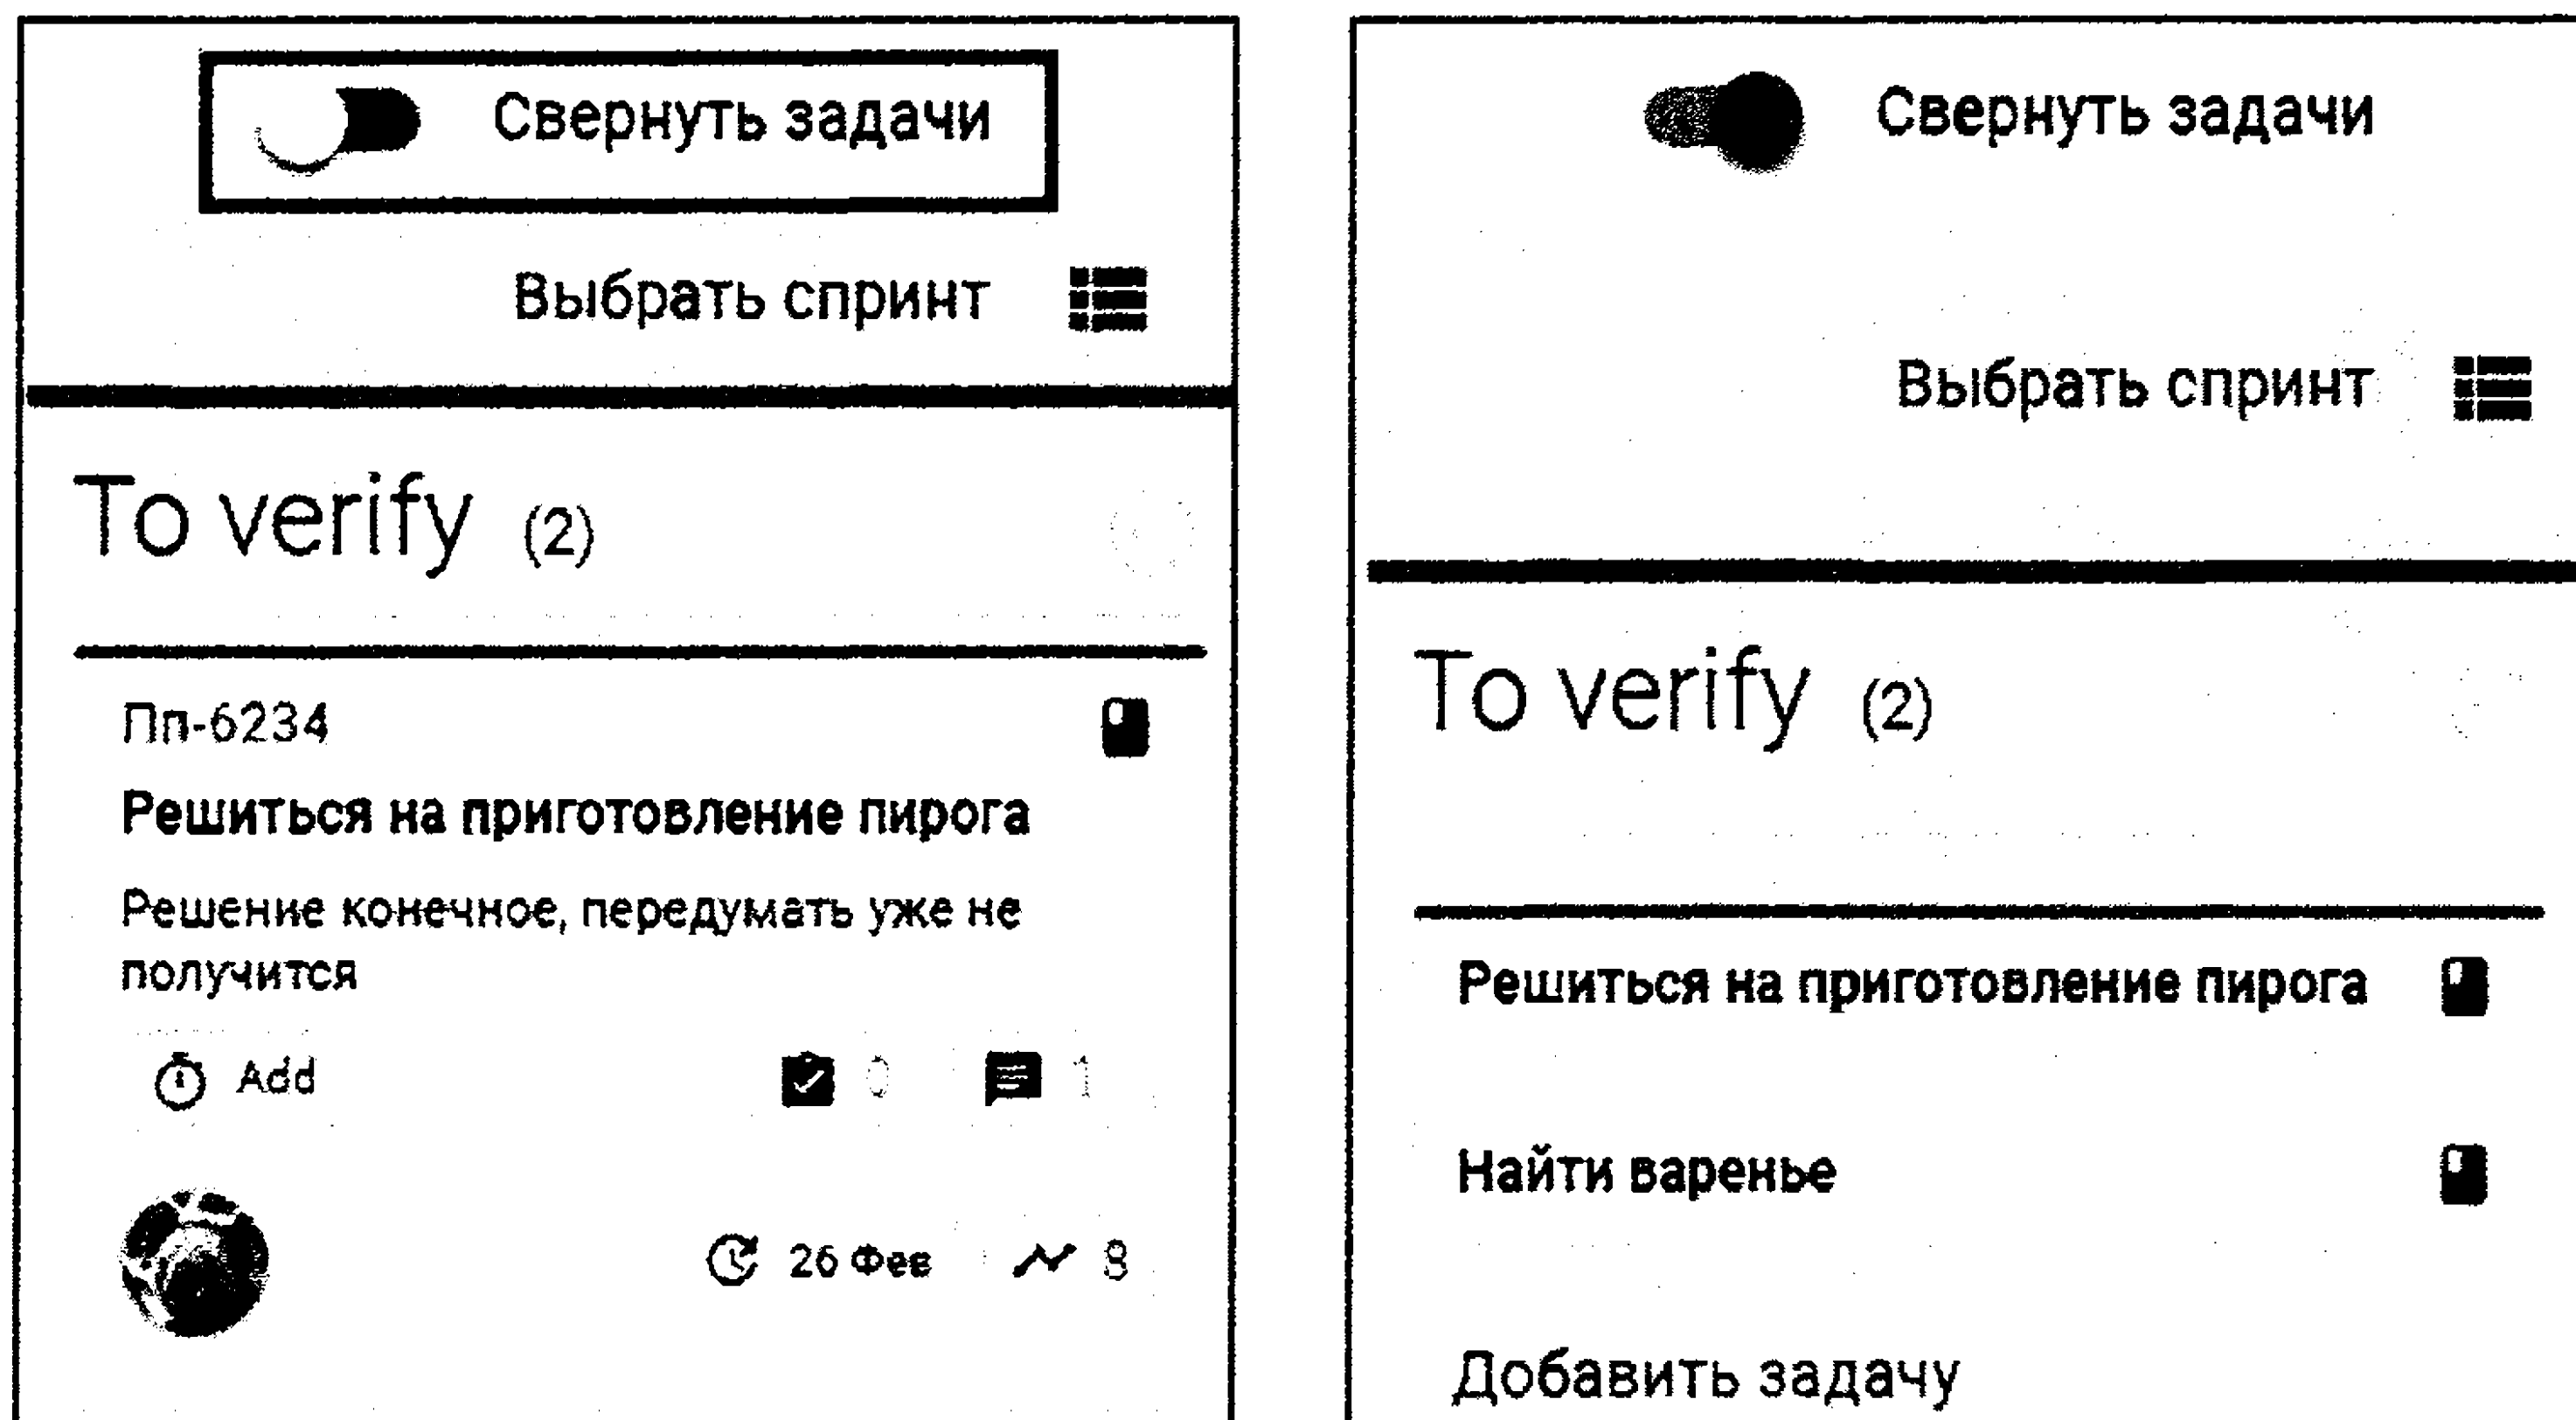 Свернуть задачи
Выбрать спринт
To verify (2)
Пп-6234
Решиться на приготовление пирога
Решение конечное, передумать уже не
получится
Add 0 1
26 Фев 8
Свернуть задачи
Выбрать спринт
To verify (2)
Решиться на приготовление пирога
Найти варенье
Добавить задачу